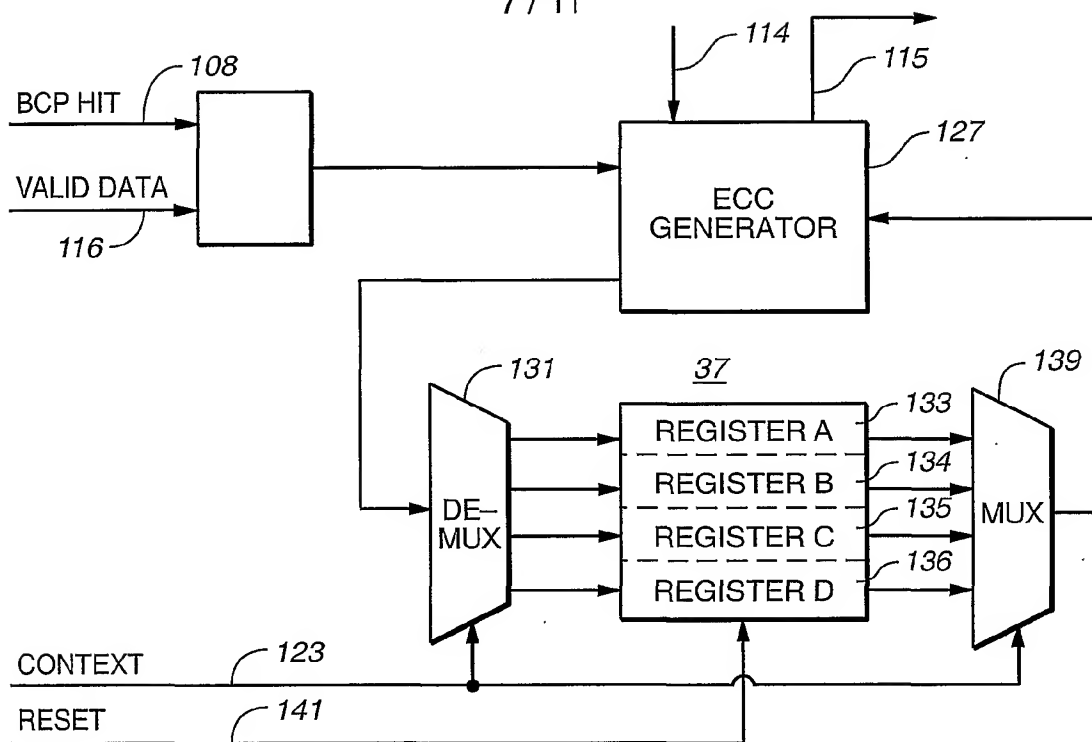 7 / 11
114
115
108
BCP HIT
127
VALID DATA
116
ECC
GENERATOR
131
37
139
REGISTER A
133
REGISTER B
134
DE–
MUX
REGISTER C
135
MUX
REGISTER D
136
CONTEXT
123
RESET
141